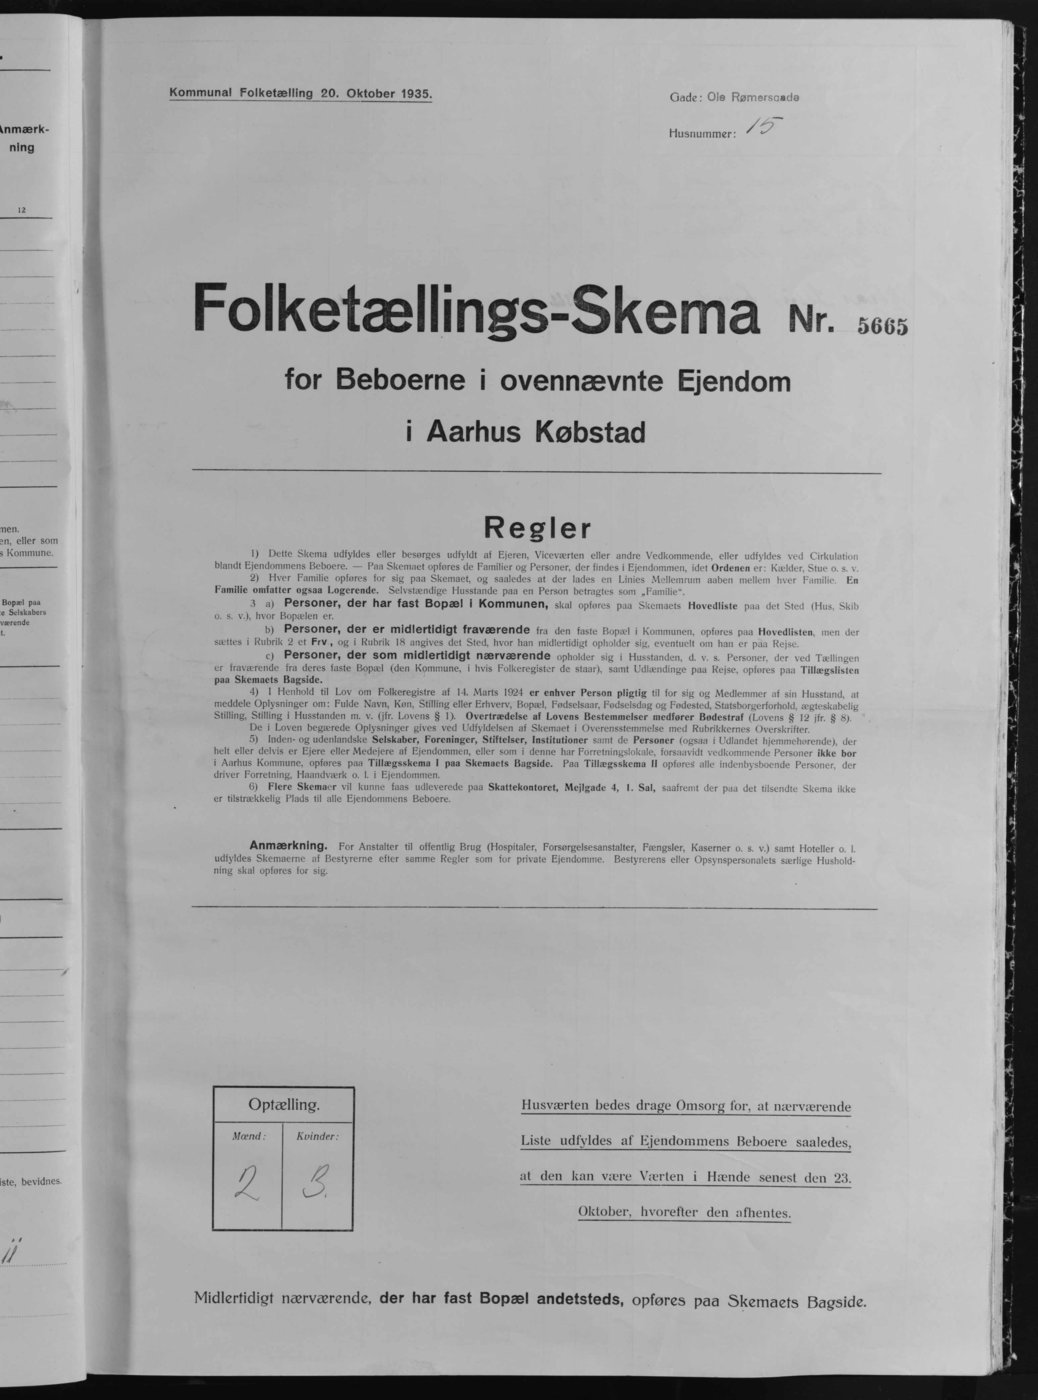 Anmærk-
ning
12
men.
en, eller som
s Kommune.
Bopæl paa
te Selskabers
værende
t.
iste, bevidnes.
Kommunal Folketælling 20. Oktober 1935.
Gade: Ole Rømersgade
Husnummer: 15
Folketællings-Skema Nr. 5665
for Beboerne i ovennævnte Ejendom
i Aarhus Købstad
Regler
1) Dette Skema udfyldes eller besørges udfyldt af Ejeren, Viceværten eller andre Vedkommende, eller udfyldes ved Cirkulation
blandt Ejendommens Beboere. — Paa Skemaet opføres de Familier og Personer, der findes i Ejendommen, idet Ordenen er: Kælder, Stue o. s. v.
2) Hver Familie opføres for sig paa Skemaet, og saaledes at der lades en Linies Mellemrum aaben mellem hver Familie. En
Familie omfatter ogsaa Logerende. Selvstændige Husstande paa en Person betragtes som „Familie“.
3 a) Personer, der har fast Bopæl i Kommunen, skal opføres paa Skemaets Hovedliste paa det Sted (Hus, Skib
o. s. v.), hvor Bopælen er.
b) Personer, der er midlertidigt fraværende fra den faste Bopæl i Kommunen, opføres paa Hovedlisten, men der
sættes i Rubrik 2 et Frv., og i Rubrik 18 angives det Sted, hvor han midlertidigt opholder sig, eventuelt om han er paa Rejse.
c) Personer, der som midlertidigt nærværende opholder sig i Husstanden, d. v. s. Personer, der ved Tællingen
er fraværende fra deres faste Bopæl (den Kommune, i hvis Folkeregister de staar), samt Udlændinge paa Rejse, opføres paa Tillægslisten
paa Skemaets Bagside.
4) I Henhold til Lov om Folkeregistre af 14. Marts 1924 er enhver Person pligtig til for sig og Medlemmer af sin Husstand, at
meddele Oplysninger om: Fulde Navn, Køn, Stilling eller Erhverv, Bopæl, Fødselsaar, Fødselsdag og Fødested, Statsborgerforhold, ægteskabelig
Stilling, Stilling i Husstanden m. v. (jfr. Lovens § 1). Overtrædelse af Lovens Bestemmelser medfører Bødestraf (Lovens § 12 jfr. § 8).
De i Loven begærede Oplysninger gives ved Udfyldelsen af Skemaet i Overensstemmelse med Rubrikkernes Overskrifter.
5) Inden- og udenlandske Selskaber, Foreninger, Stiftelser, Institutioner samt de Personer (ogsaa i Udlandet hjemmehørende), der
helt eller delvis er Ejere eller Medejere af Ejendommen, eller som i denne har Forretningslokale, forsaavidt vedkommende Personer ikke bor
i Aarhus Kommune, opføres paa Tillægsskema I paa Skemaets Bagside. Paa Tillægsskema II opføres alle indenbysboende Personer, der
driver Forretning, Haandværk o. l. i Ejendommen.
6) Flere Skemaer vil kunne faas udleverede paa Skattekontoret, Mejlgade 4, 1. Sal, saafremt der paa det tilsendte Skema ikke
er tilstrækkelig Plads til alle Ejendommens Beboere.
Anmærkning. For Anstalter til offentlig Brug (Hospitaler, Forsørgelsesanstalter, Fængsler, Kaserner o. s. v.) samt Hoteller o. l.
udfyldes Skemaerne af Bestyrerne efter samme Regler som for private Ejendomme. Bestyrerens eller Opsynspersonalets særlige Hushold-
ning skal opføres for sig.
Optælling.
Mænd: Kvinder:
2 3.
Husværten bedes drage Omsorg for, at nærværende
Liste udfyldes af Ejendommens Beboere saaledes,
at den kan være Værten i Hænde senest den 23.
Oktober, hvorefter den afhentes.
Midlertidigt nærværende, der har fast Bopæl andetsteds, opføres paa Skemaets Bagside.